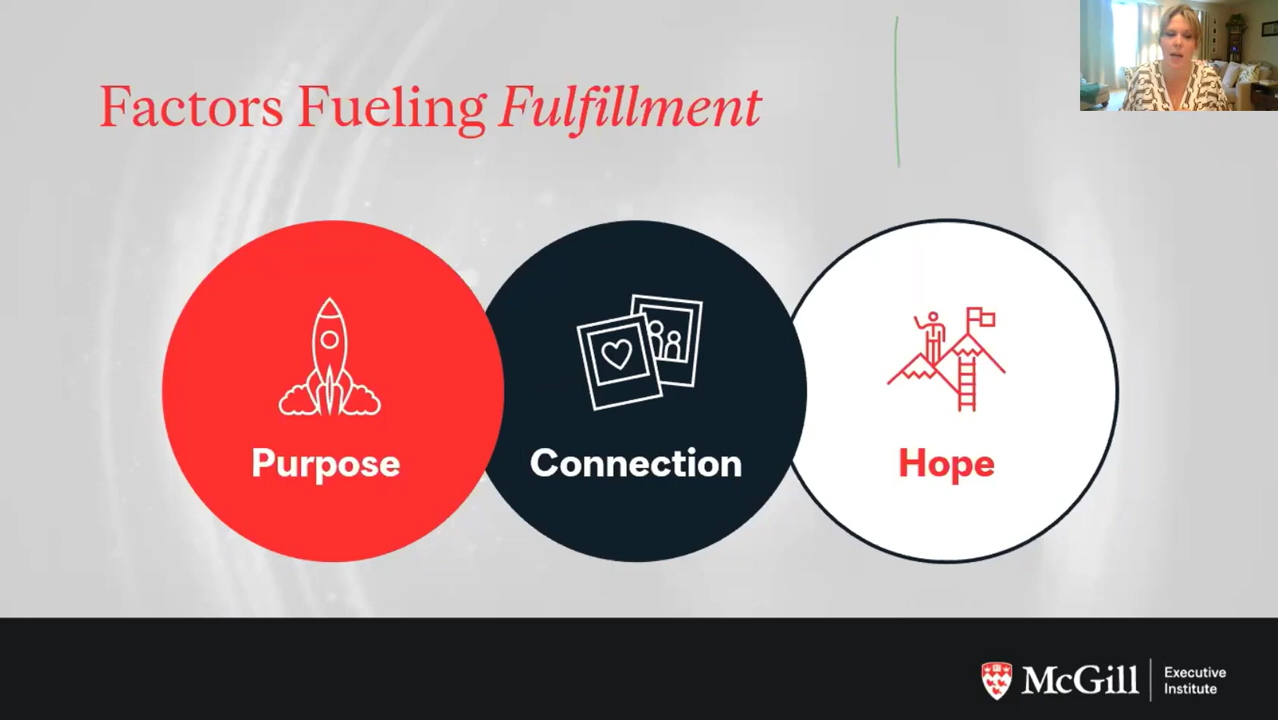 Factors Fueling Fulfillment
Purpose
Connection
Hope
McGill
Executive
Institute